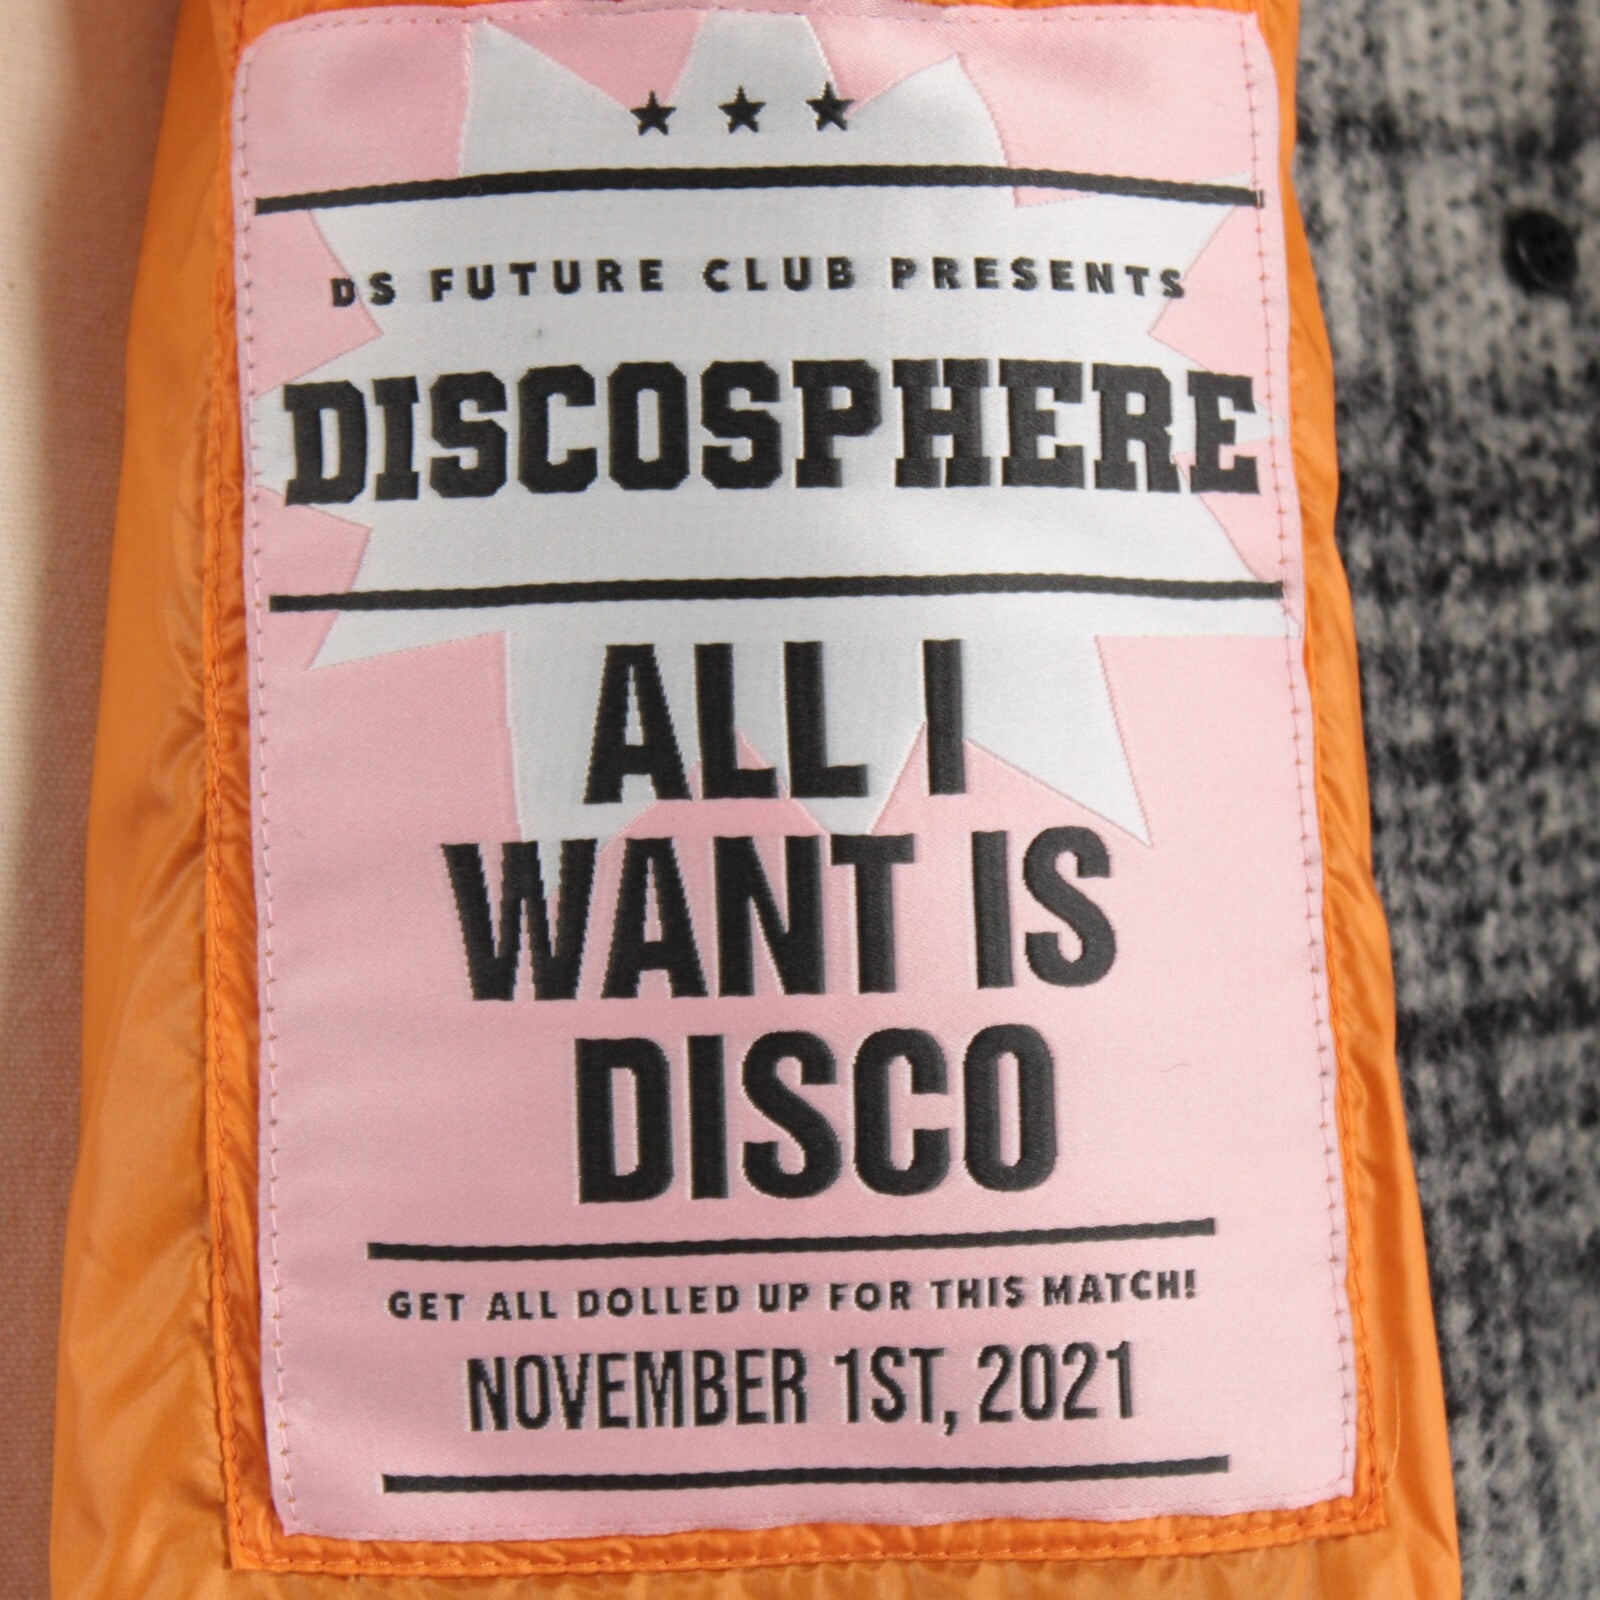 DS FUTURE CLUB PRESENTS
DISCOSPHERE
ALL I
WANT IS
DISCO
GET ALL DOLLED UP FOR THIS MATCH!
NOVEMBER 1ST, 2021